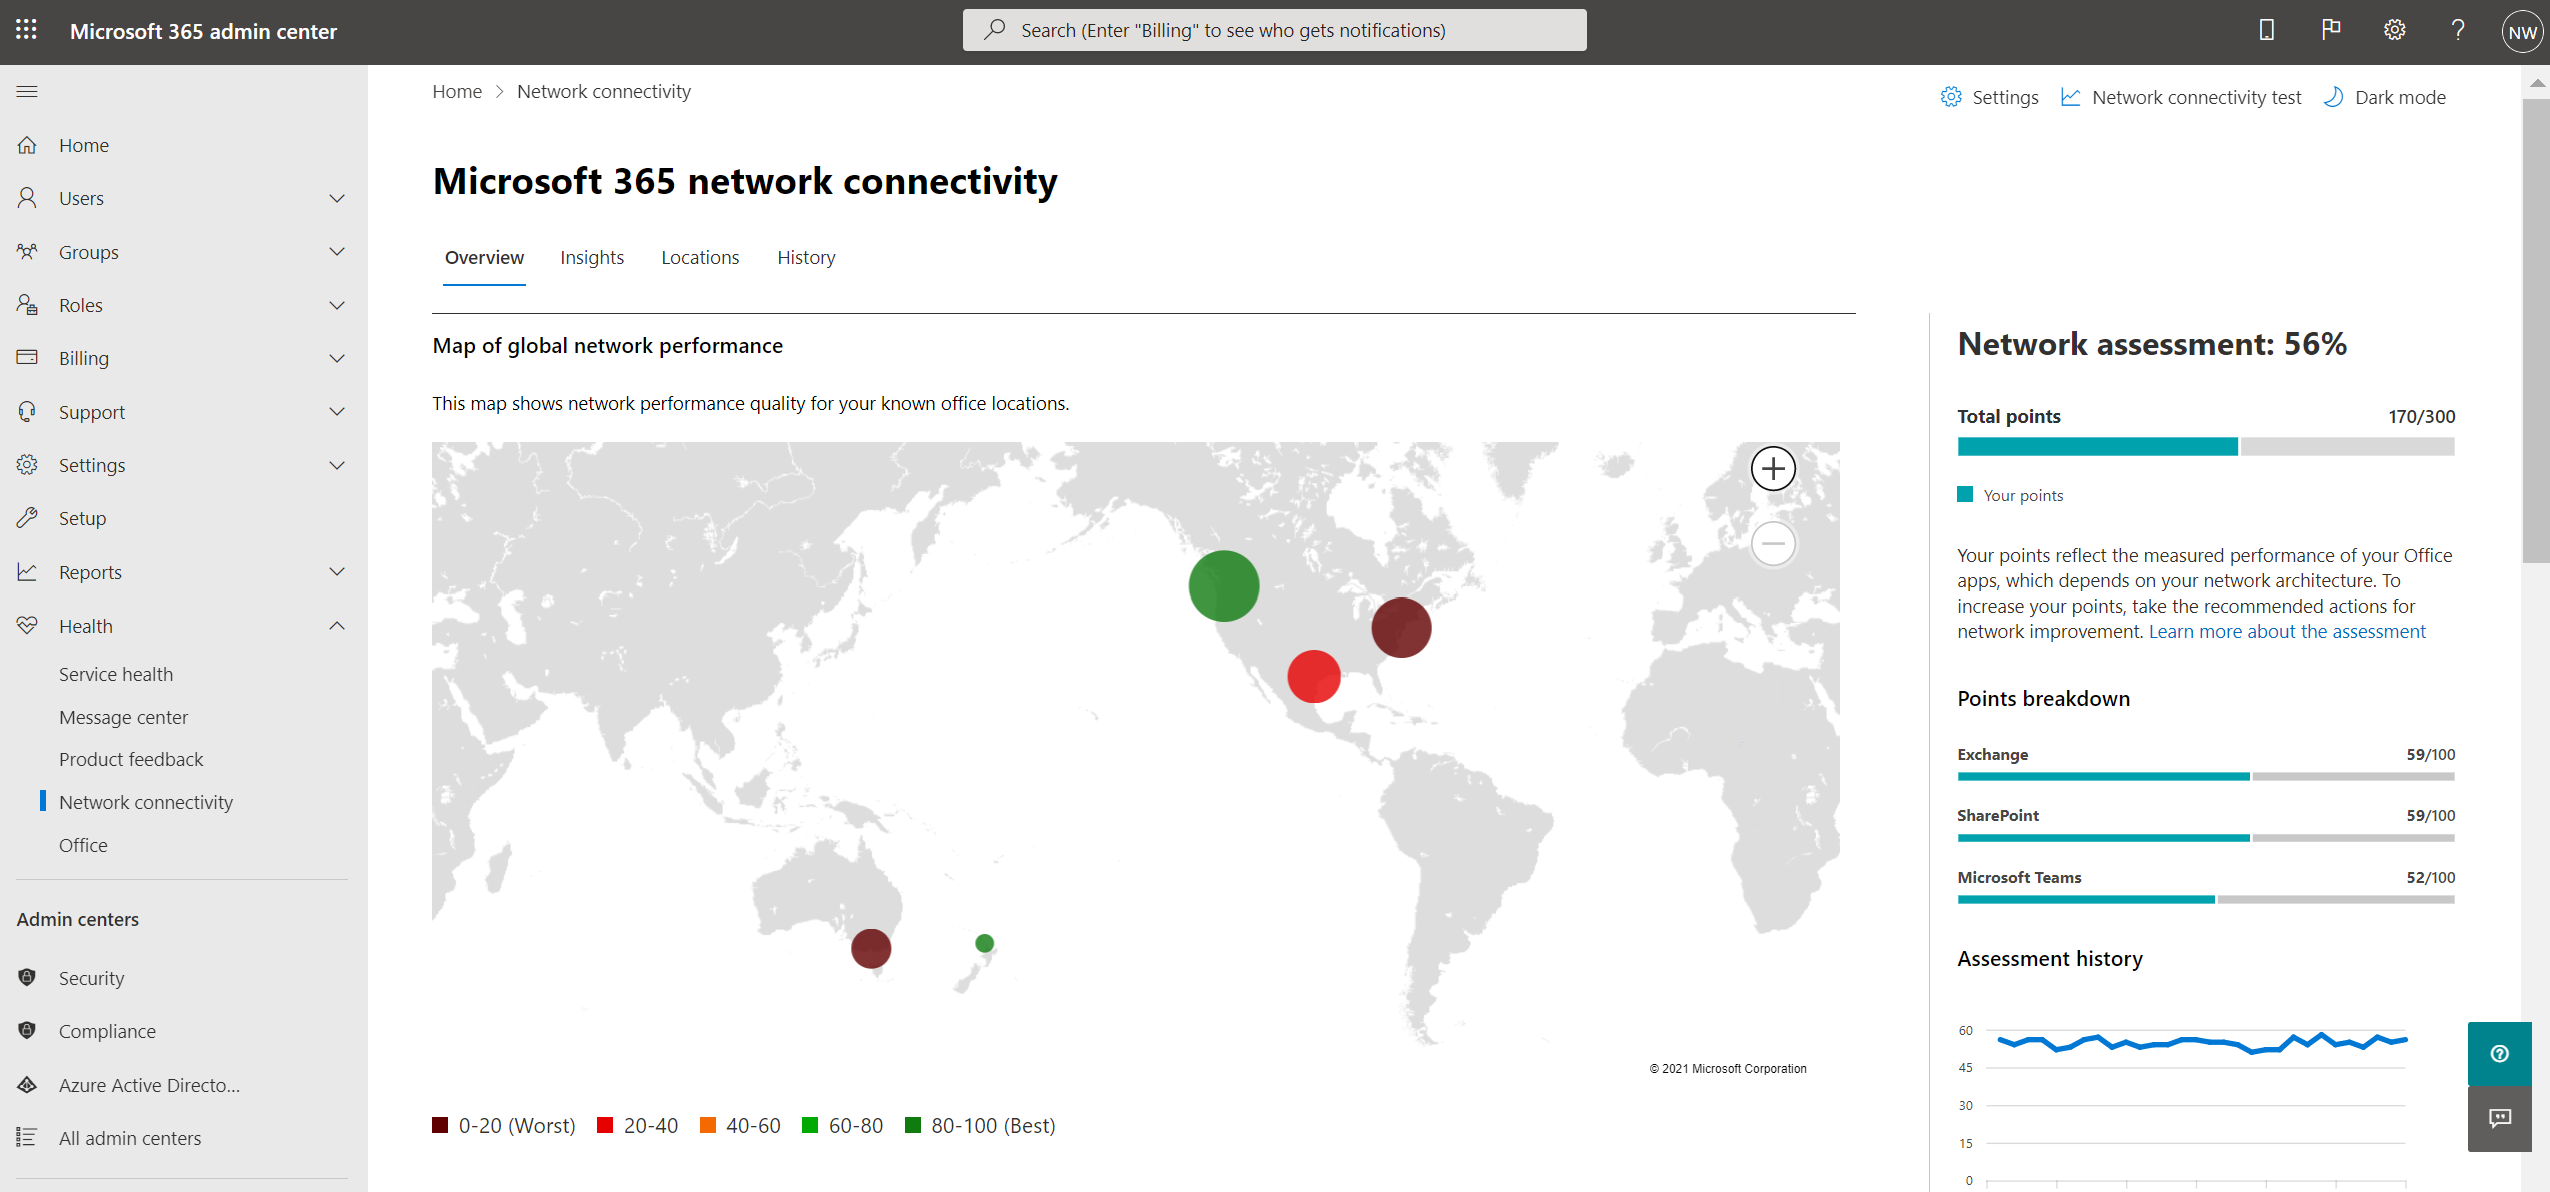 Microsoft 365 admin center
Search (Enter "Billing" to see who gets notifications)
NW
Home
Users
Groups
Roles
Billing
Support
Settings
Setup
Reports
Health
Service health
Message center
Product feedback
Network connectivity
Office
Admin centers
Security
Compliance
Azure Active Directo...
All admin centers
Home > Network connectivity
Settings
Network connectivity test
Dark mode
Microsoft 365 network connectivity
Overview Insights Locations History
Map of global network performance
This map shows network performance quality for your known office locations.
© 2021 Microsoft Corporation
0-20 (Worst) 20-40 40-60 60-80 80-100 (Best)
Network assessment: 56%
Total points 170/300
Your points
Your points reflect the measured performance of your Office
apps, which depends on your network architecture. To
increase your points, take the recommended actions for
network improvement. Learn more about the assessment
Points breakdown
Exchange 59/100
SharePoint 59/100
Microsoft Teams 52/100
Assessment history
60
45
30
15
0